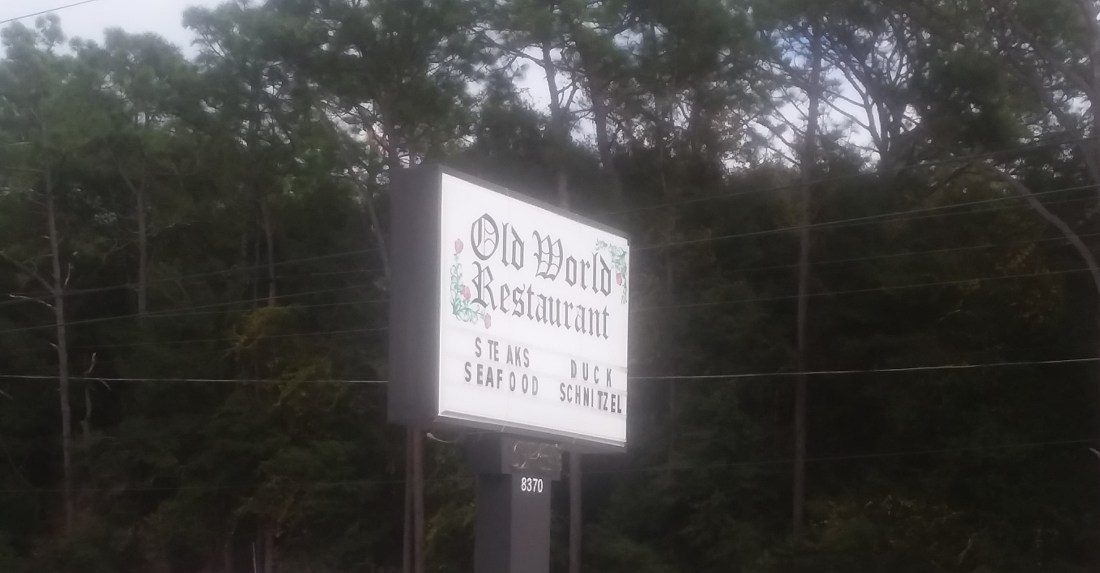 Old World
Restaurant
STEAKS DUCK
SEAFOOD SCHNITZEL
8370